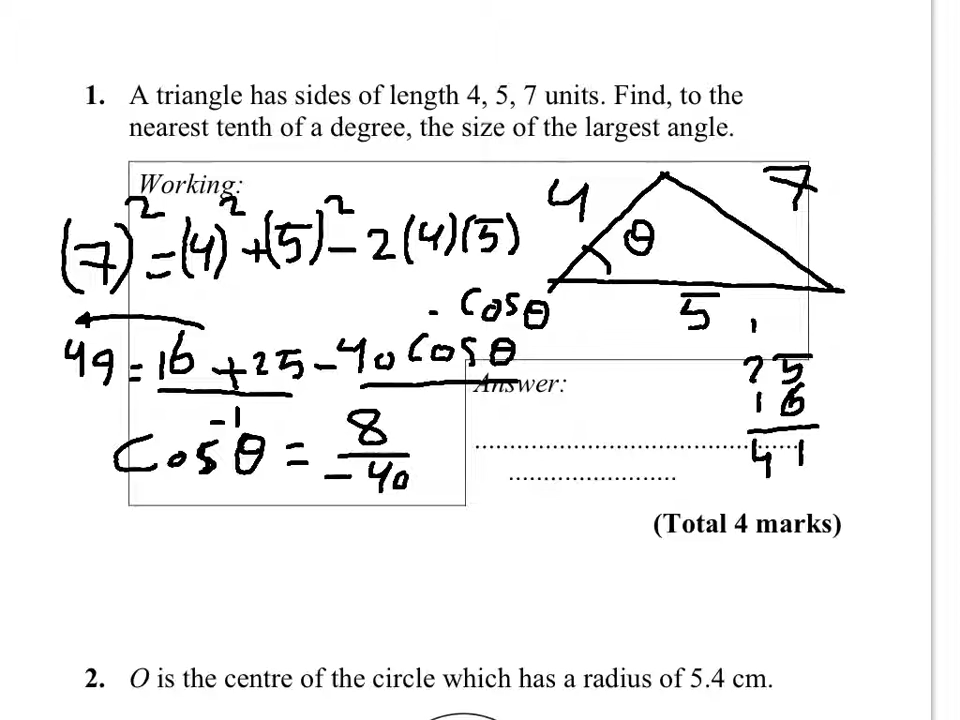 1. A triangle has sides of length 4, 5, 7 units. Find, to the
nearest tenth of a degree, the size of the largest angle.
Working:
4
7
θ
5
(7)² = (4)² + (5)² - 2(4)(5)
. cosθ
49 = 16 + 25 - 40 cosθ
cos⁻¹θ = 8/-40
1
25
16
41
Answer:
..........................................
........................
(Total 4 marks)
2. O is the centre of the circle which has a radius of 5.4 cm.